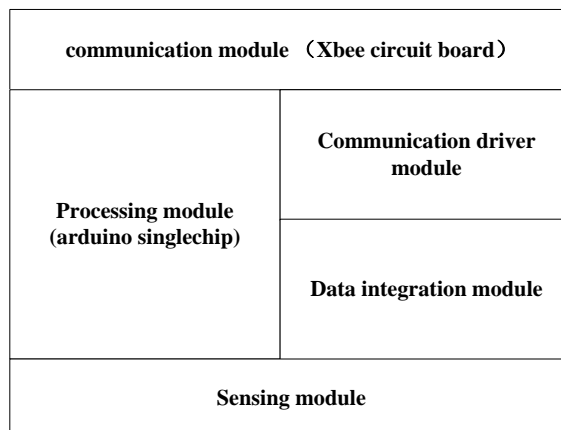 communication module （Xbee circuit board）
Communication driver
module
Processing module
(arduino singlechip)
Data integration module
Sensing module